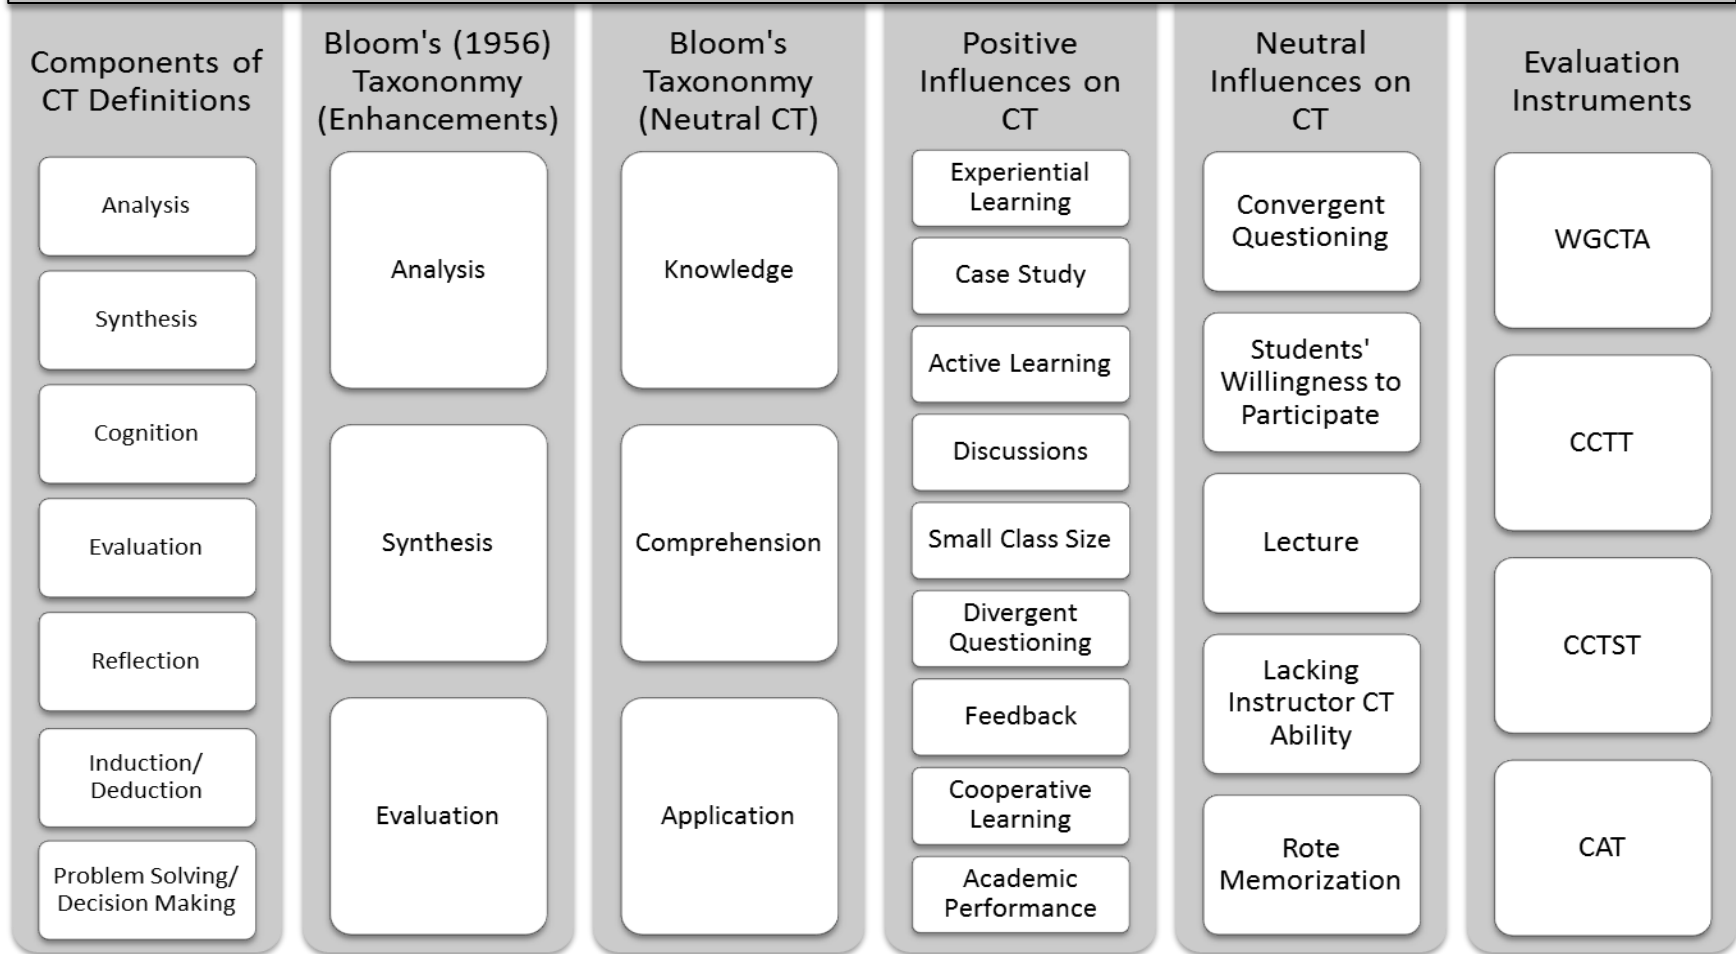 Components of
CT Definitions
Analysis
Synthesis
Cognition
Evaluation
Reflection
Induction/
Deduction
Problem Solving/
Decision Making
Bloom's (1956)
Taxononmy
(Enhancements)
Analysis
Synthesis
Evaluation
Bloom's
Taxononmy
(Neutral CT)
Knowledge
Comprehension
Application
Positive
Influences on
CT
Experiential
Learning
Case Study
Active Learning
Discussions
Small Class Size
Divergent
Questioning
Feedback
Cooperative
Learning
Academic
Performance
Neutral
Influences on
CT
Convergent
Questioning
Students'
Willingness to
Participate
Lecture
Lacking
Instructor CT
Ability
Rote
Memorization
Evaluation
Instruments
WGCTA
CCTT
CCTST
CAT